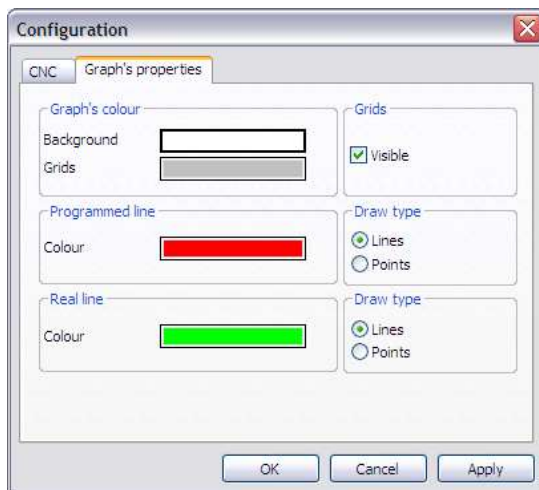 Configuration
CNC
Graph's properties
Graph's colour
Background
Grids
Grids
Visible
Programmed line
Colour
Draw type
Lines
Points
Real line
Colour
Draw type
Lines
Points
OK
Cancel
Apply